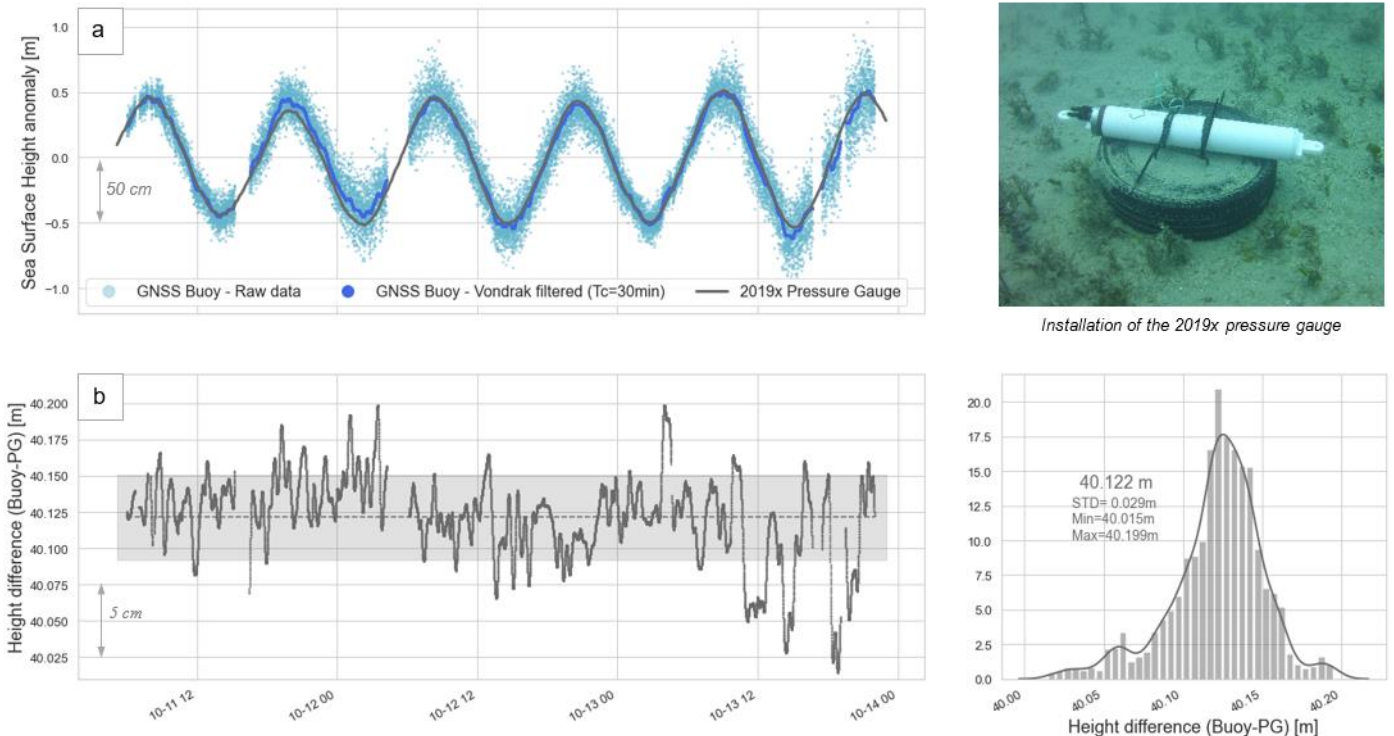 a
Sea Surface Height anomaly [m]
1.0
0.5
0.0
−0.5
−1.0
50 cm
GNSS Buoy - Raw data
GNSS Buoy - Vondrak filtered (Tc=30min)
2019x Pressure Gauge
Installation of the 2019x pressure gauge
b
Height difference (Buoy-PG) [m]
40.200
40.175
40.150
40.125
40.100
40.075
40.050
40.025
5 cm
10-11 12
10-12 00
10-12 12
10-13 00
10-13 12
10-14 00
20.0
17.5
15.0
12.5
10.0
7.5
5.0
2.5
0.0
40.122 m
STD= 0.029m
Min=40.015m
Max=40.199m
40.00
40.05
40.10
40.15
40.20
Height difference (Buoy-PG) [m]